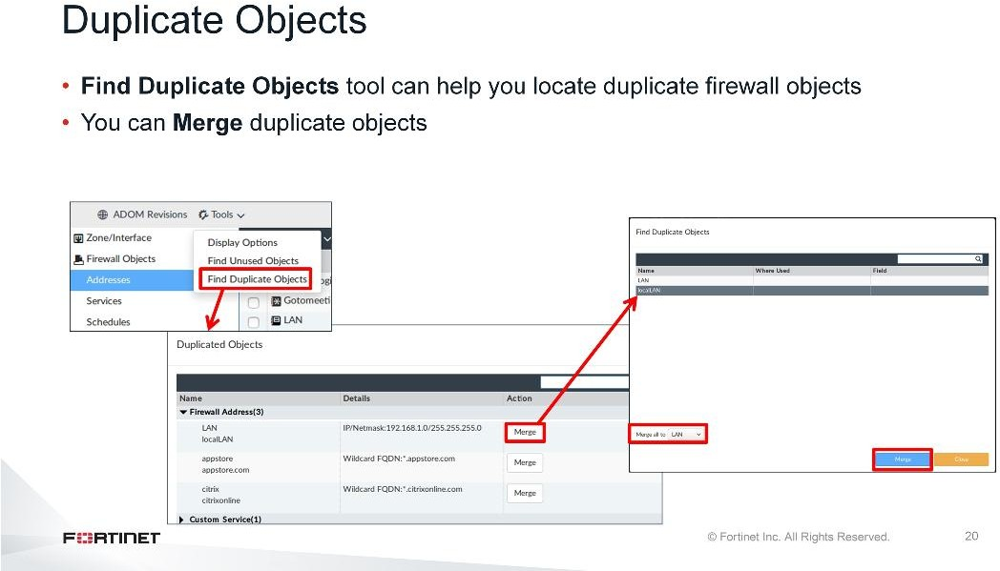 Duplicate Objects
• Find Duplicate Objects tool can help you locate duplicate firewall objects
• You can Merge duplicate objects
ADOM Revisions Tools
Zone/Interface
Firewall Objects
Addresses
Services
Schedules
Display Options
Find Unused Objects
Find Duplicate Objects
Gotomeeti
LAN
Duplicated Objects
Name Details Action
Firewall Address(3)
LAN IP/Netmask:192.168.1.0/255.255.255.0 Merge
localLAN
appstore Wildcard FQDN:*.appstore.com Merge
appstore.com
citrix Wildcard FQDN:*.citrixonline.com Merge
citrixonline
Custom Service(1)
Find Duplicate Objects
Name Where Used Field
LAN
localLAN
Merge all to LAN
Merge Close
FORTINET
© Fortinet Inc. All Rights Reserved. 20